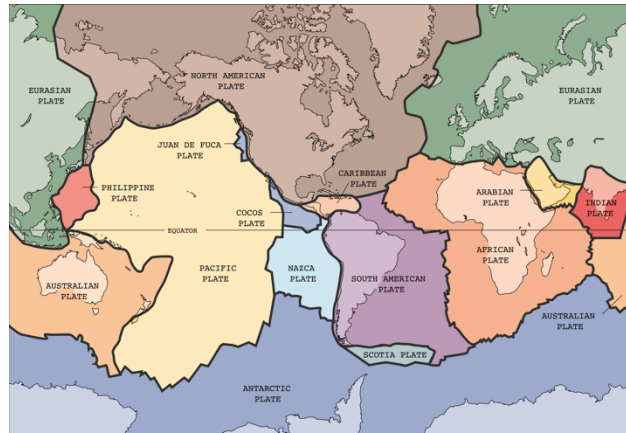 NORTH AMERICAN
PLATE
EURASIAN
PLATE
EURASIAN
PLATE
JUAN DE FUCA
PLATE
CARIBBEAN
PLATE
PHILIPPINE
PLATE
ARABIAN
PLATE
INDIAN
PLATE
COCOS
PLATE
EQUATOR
AFRICAN
PLATE
PACIFIC
PLATE
NAZCA
PLATE
SOUTH AMERICAN
PLATE
AUSTRALIAN
PLATE
AUSTRALIAN
PLATE
SCOTIA PLATE
ANTARCTIC
PLATE